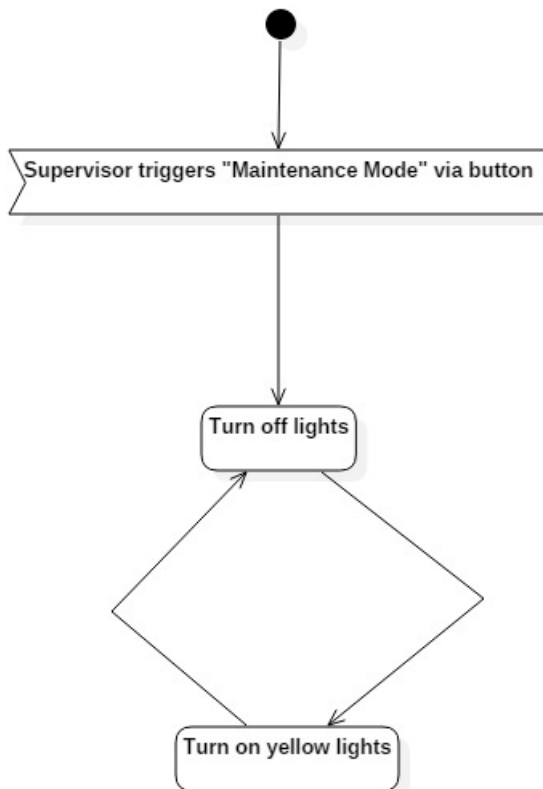 Supervisor triggers "Maintenance Mode" via button
Turn off lights
Turn on yellow lights